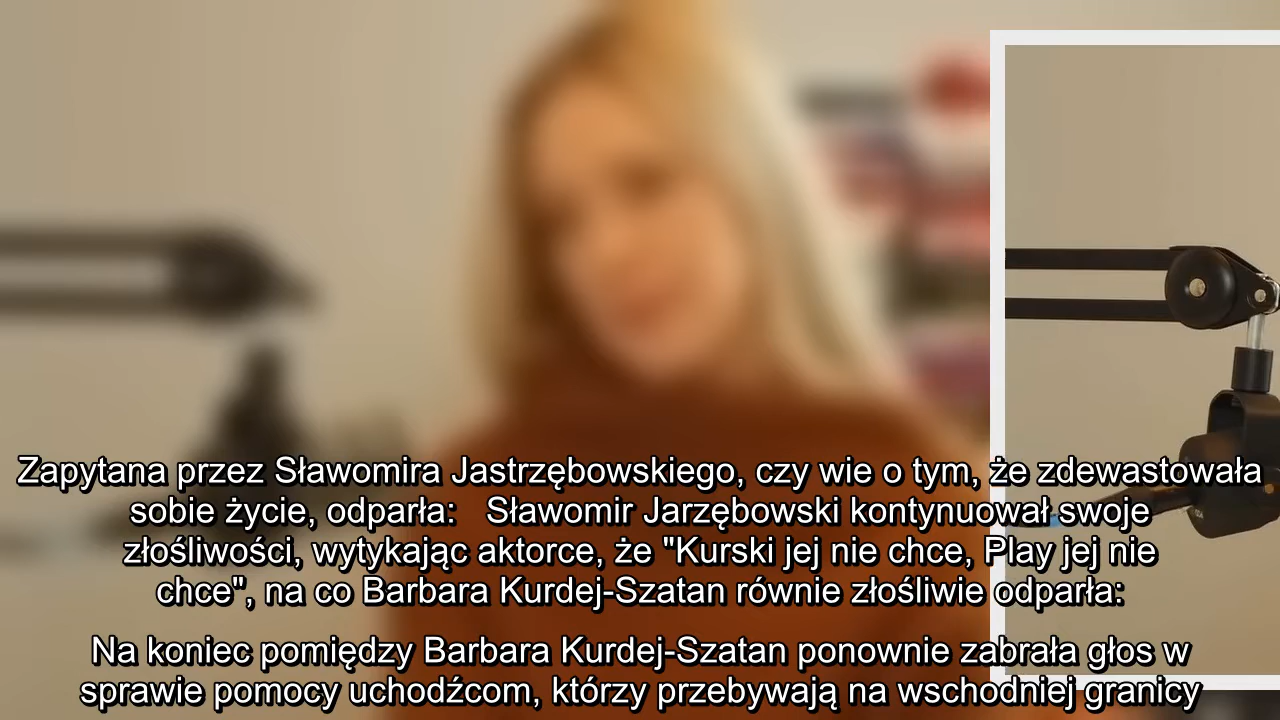 Zapytana przez Sławomira Jastrzębowskiego, czy wie o tym, że zdewastowała
sobie życie, odparła: Sławomir Jarzębowski kontynuował swoje
złośliwości, wytykając aktorce, że "Kurski jej nie chce, Play jej nie
chce", na co Barbara Kurdej-Szatan równie złośliwie odparła:
Na koniec pomiędzy Barbara Kurdej-Szatan ponownie zabrała głos w
sprawie pomocy uchodźcom, którzy przebywają na wschodniej granicy